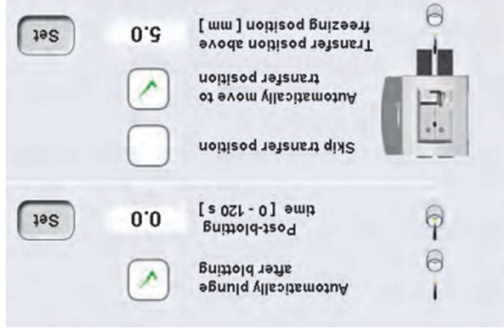 Automatically plunge
after blotting
Post-blotting
time [ 0 - 120 s ]
0.0
Set
Skip transfer position
Automatically move to
transfer position
Transfer position above
freezing position [ mm ]
5.0
Set